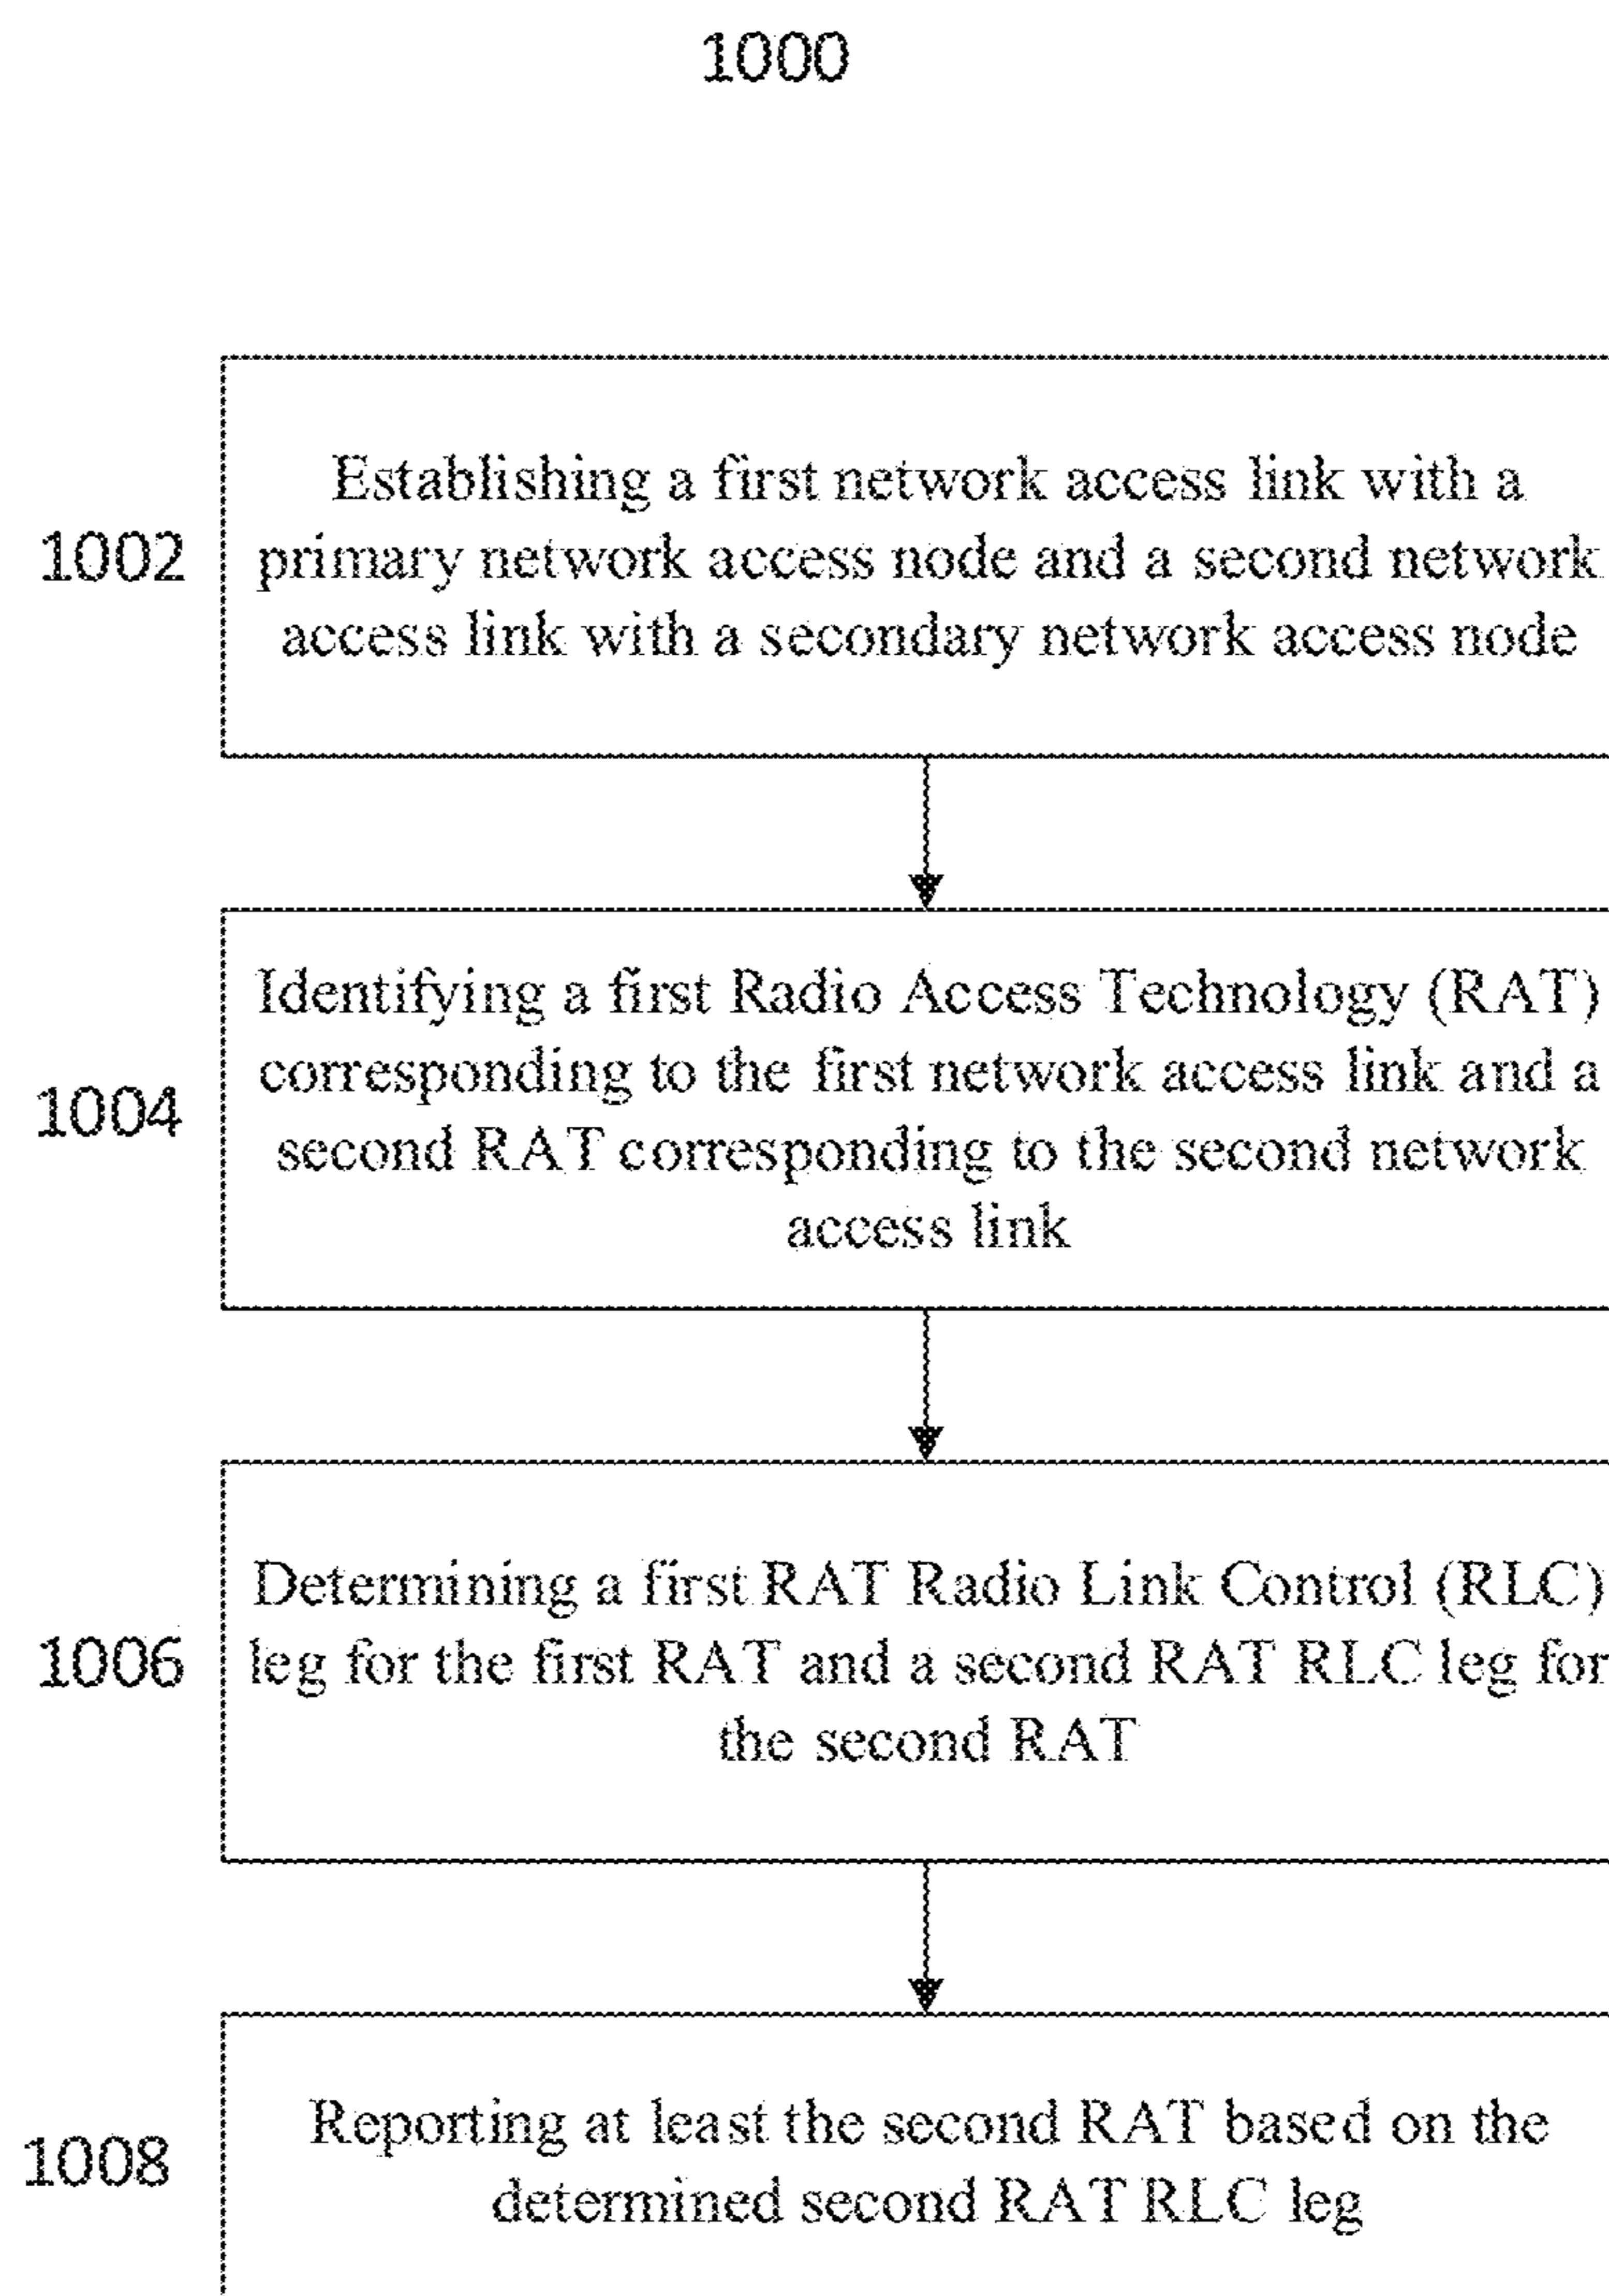 1000
1002
Establishing a first network access link with a
primary network access node and a second network
access link with a secondary network access node
1004
Identifying a first Radio Access Technology (RAT)
corresponding to the first network access link and a
second RAT corresponding to the second network
access link
1006
Determining a first RAT Radio Link Control (RLC)
leg for the first RAT and a second RAT RLC leg for
the second RAT
1008
Reporting at least the second RAT based on the
determined second RAT RLC leg